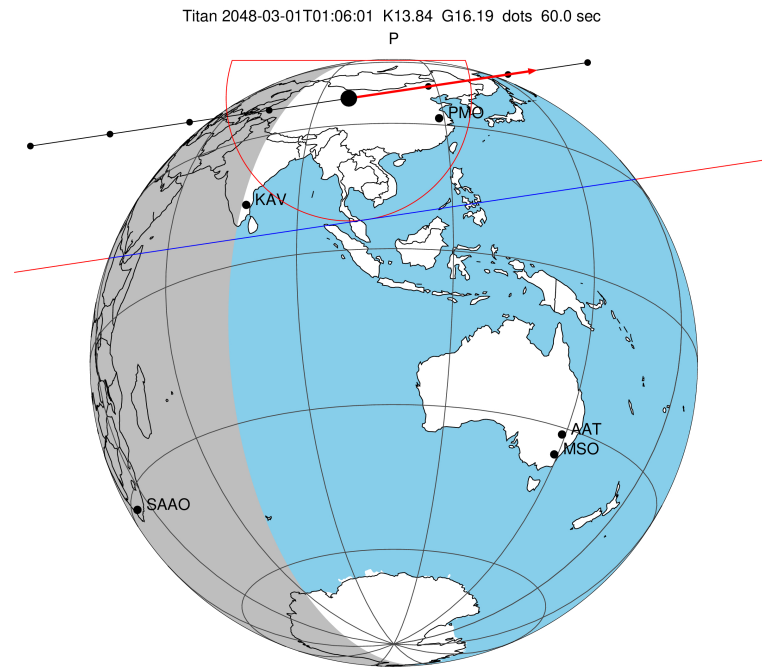 Titan 2048-03-01T01:06:01  K13.84  G16.19  dots  60.0 sec
P
PMO
KAV
AAT
MSO
SAAO